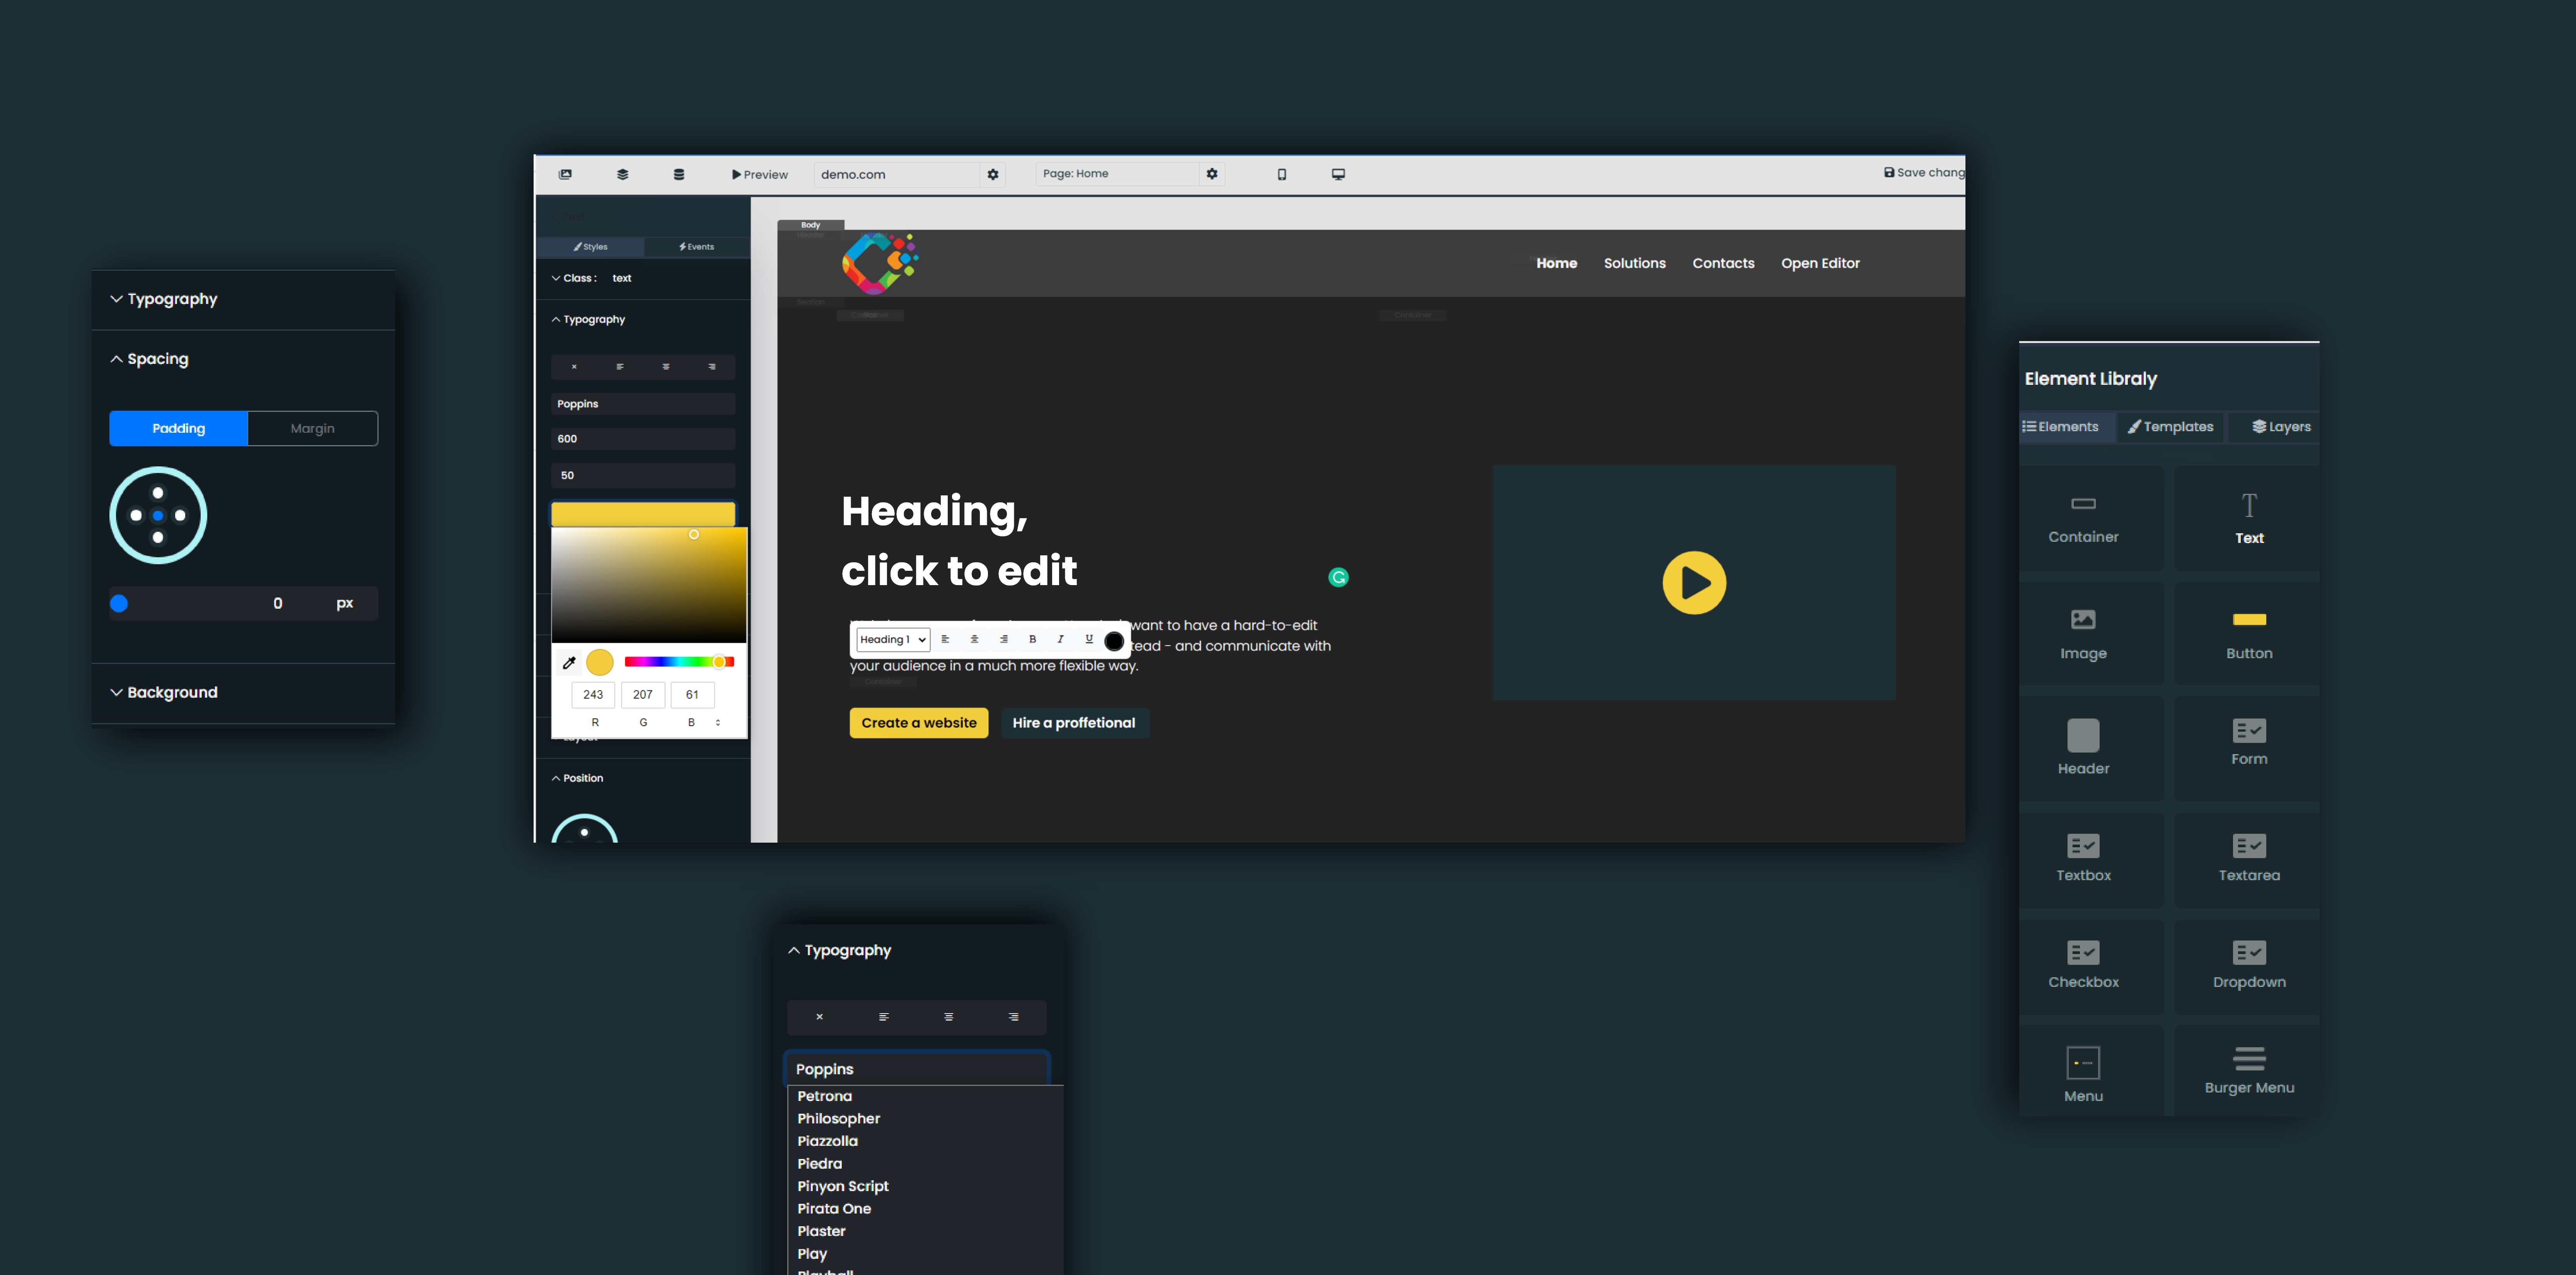 Typography
Spacing
Padding Margin
0 px
Background
Preview demo.com Page: Home Save chang
Styles Events
Class : text
Typography
Poppins
600
50
243 207 61
R G B
Position
Body
Home Solutions Contacts Open Editor
Container
Heading,
click to edit
want to have a hard-to-edit
Heading 1 B I U
tead - and communicate with
your audience in a much more flexible way.
Container
Create a website Hire a proffetional
Element Libraly
Elements Templates Layers
Container Text
Image Button
Header Form
Textbox Textarea
Checkbox Dropdown
Menu Burger Menu
Typography
Poppins
Petrona
Philosopher
Piazzolla
Piedra
Pinyon Script
Pirata One
Plaster
Play